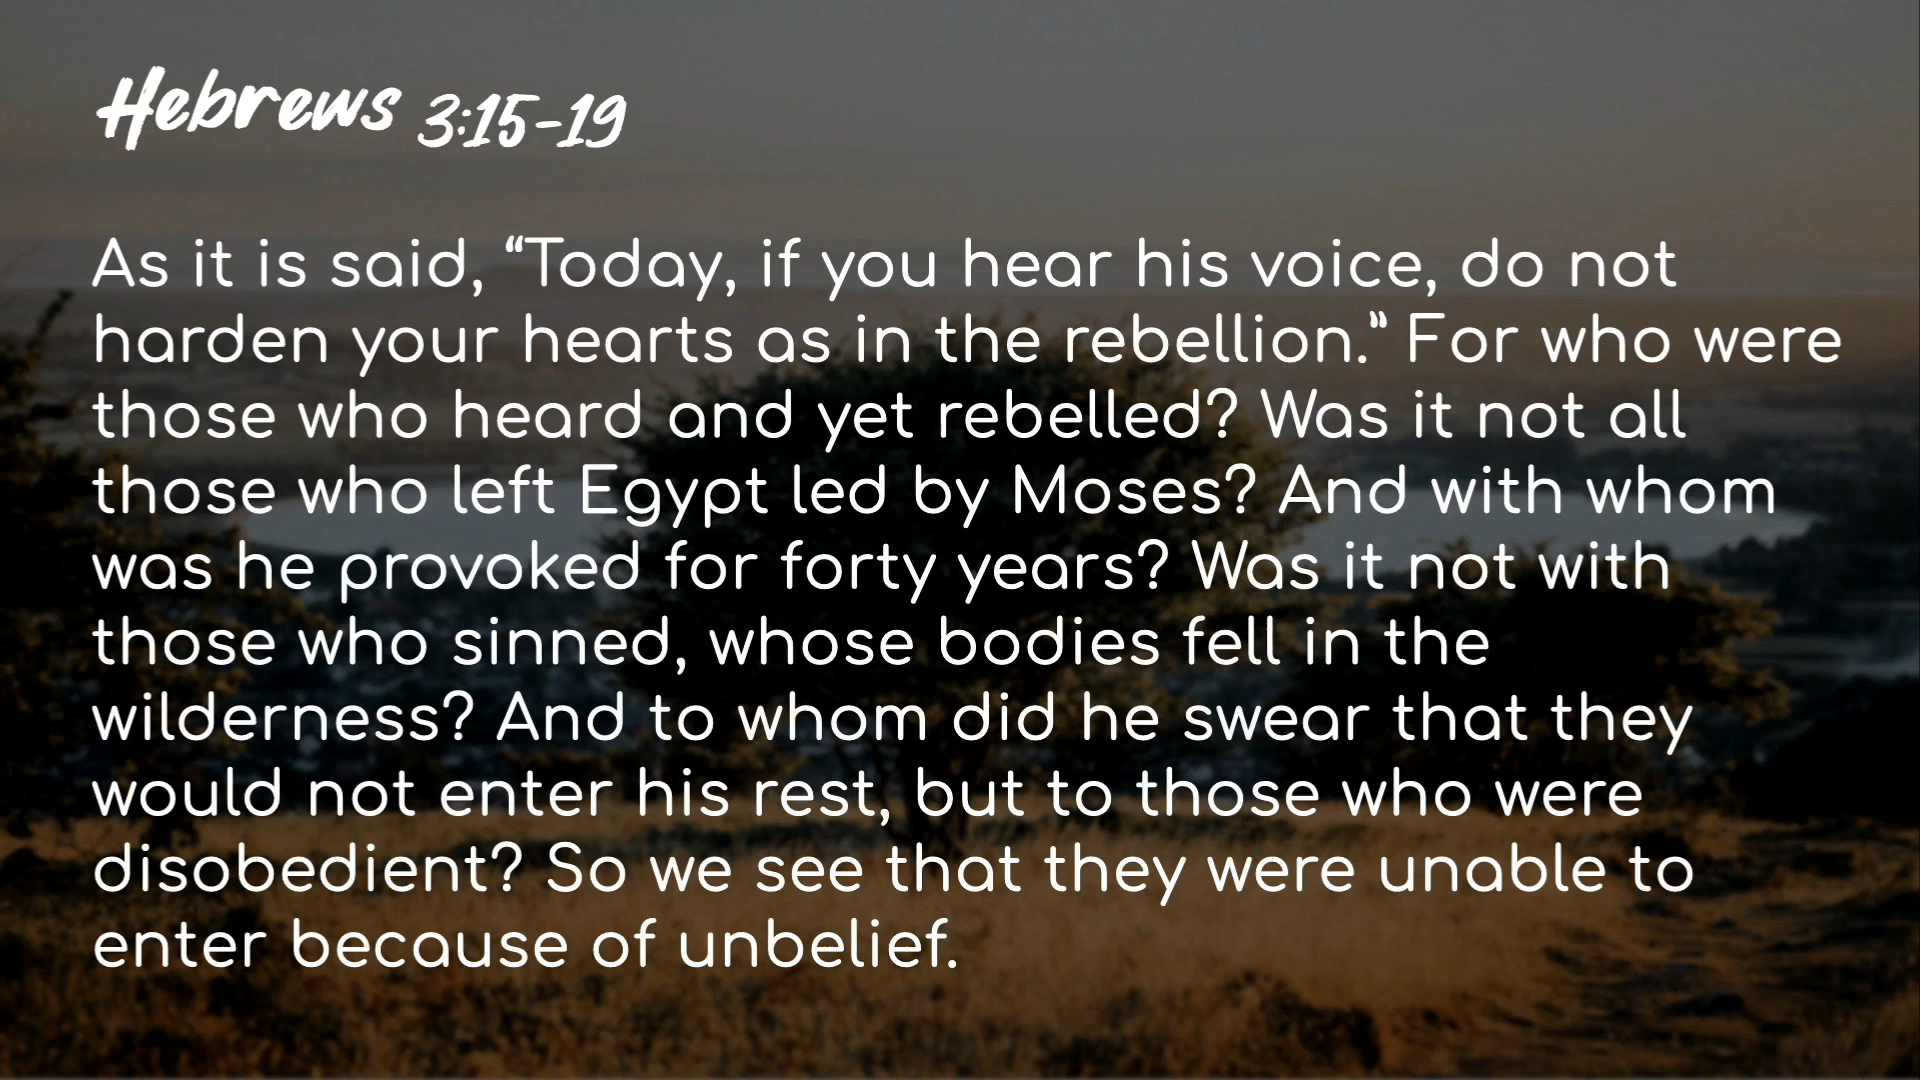 Hebrews 3:15-19
As it is said, “Today, if you hear his voice, do not
harden your hearts as in the rebellion.” For who were
those who heard and yet rebelled? Was it not all
those who left Egypt led by Moses? And with whom
was he provoked for forty years? Was it not with
those who sinned, whose bodies fell in the
wilderness? And to whom did he swear that they
would not enter his rest, but to those who were
disobedient? So we see that they were unable to
enter because of unbelief.